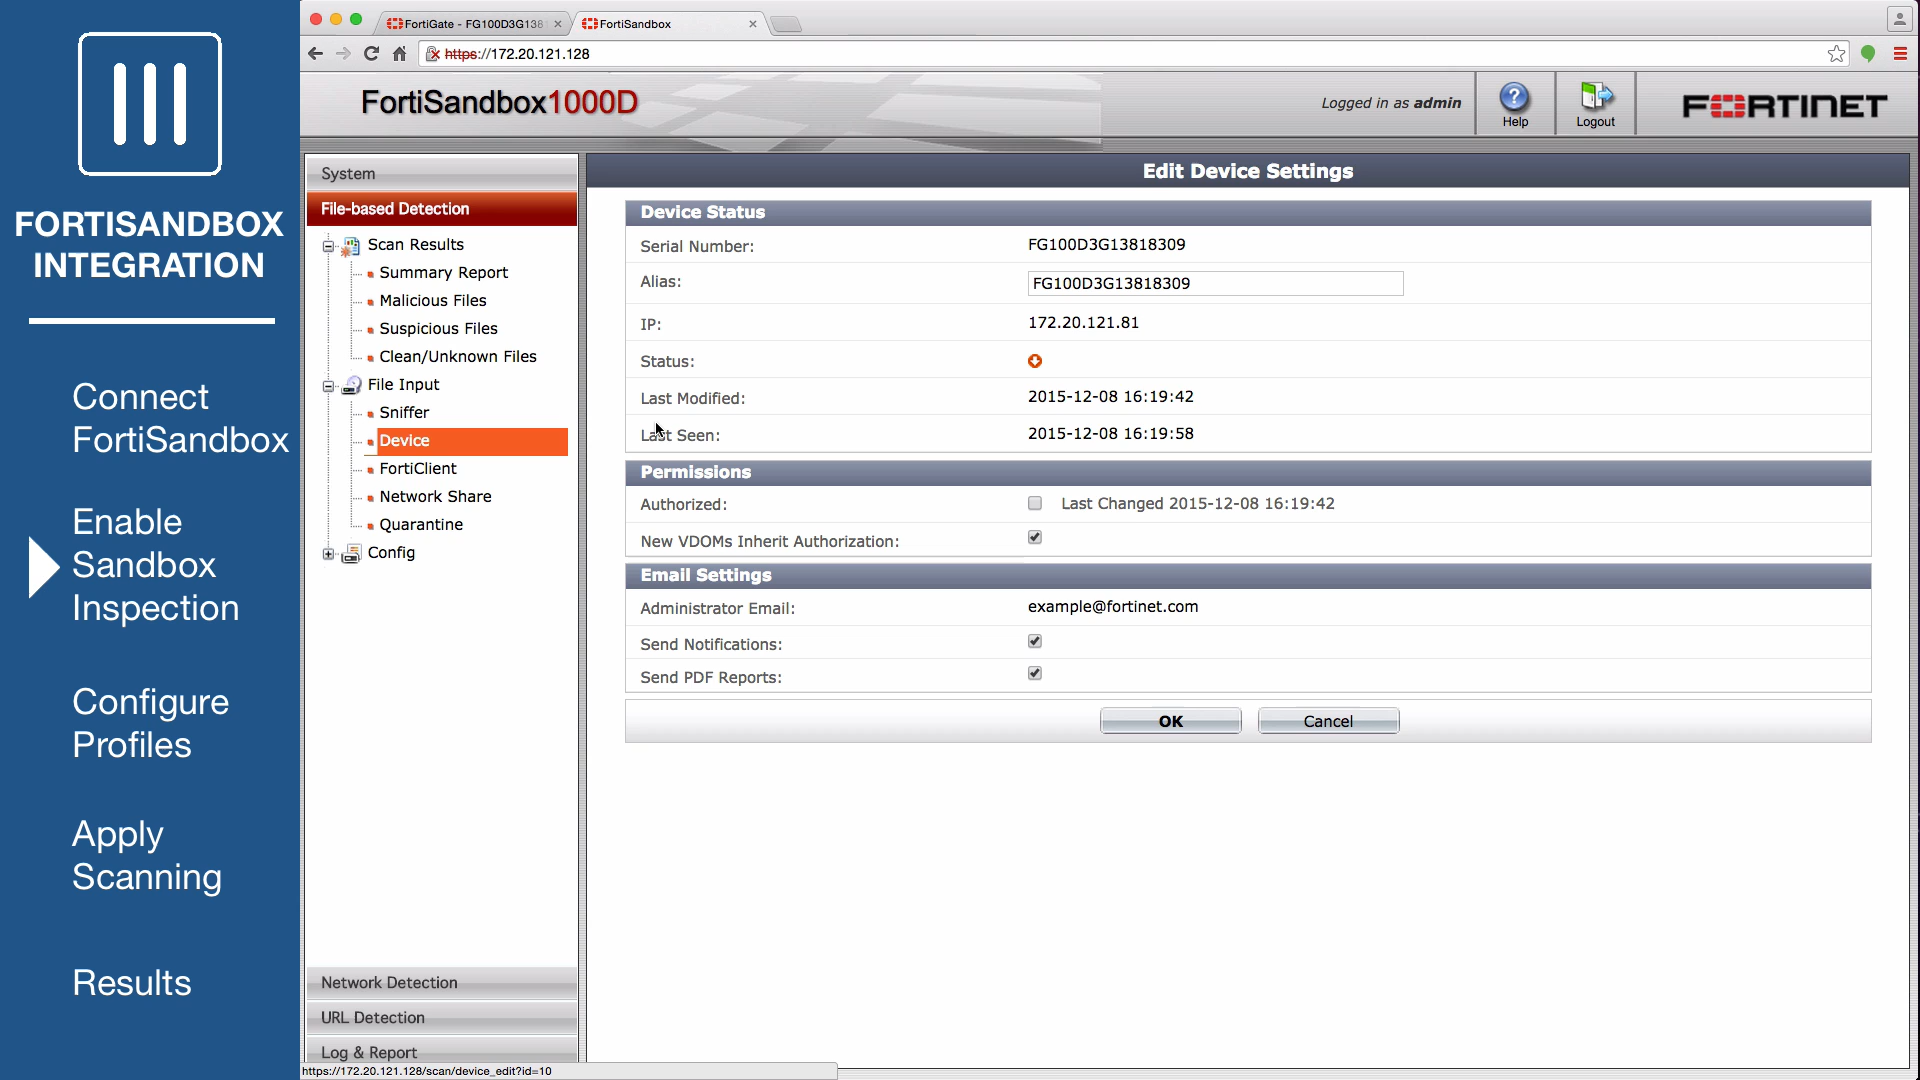 FORTISANDBOX
INTEGRATION
Connect
FortiSandbox
Enable
Sandbox
Inspection
Configure
Profiles
Apply
Scanning
Results
FortiGate - FG100D3G138
FortiSandbox
https://172.20.121.128
FortiSandbox1000D
Logged in as admin
Help
Logout
FORTINET
System
File-based Detection
Scan Results
Summary Report
Malicious Files
Suspicious Files
Clean/Unknown Files
File Input
Sniffer
Device
FortiClient
Network Share
Quarantine
Config
Network Detection
URL Detection
Log & Report
https://172.20.121.128/scan/device_edit?id=10
Edit Device Settings
Device Status
Serial Number: FG100D3G13818309
Alias: FG100D3G13818309
IP: 172.20.121.81
Status:
Last Modified: 2015-12-08 16:19:42
Last Seen: 2015-12-08 16:19:58
Permissions
Authorized: Last Changed 2015-12-08 16:19:42
New VDOMs Inherit Authorization:
Email Settings
Administrator Email: example@fortinet.com
Send Notifications:
Send PDF Reports:
OK Cancel